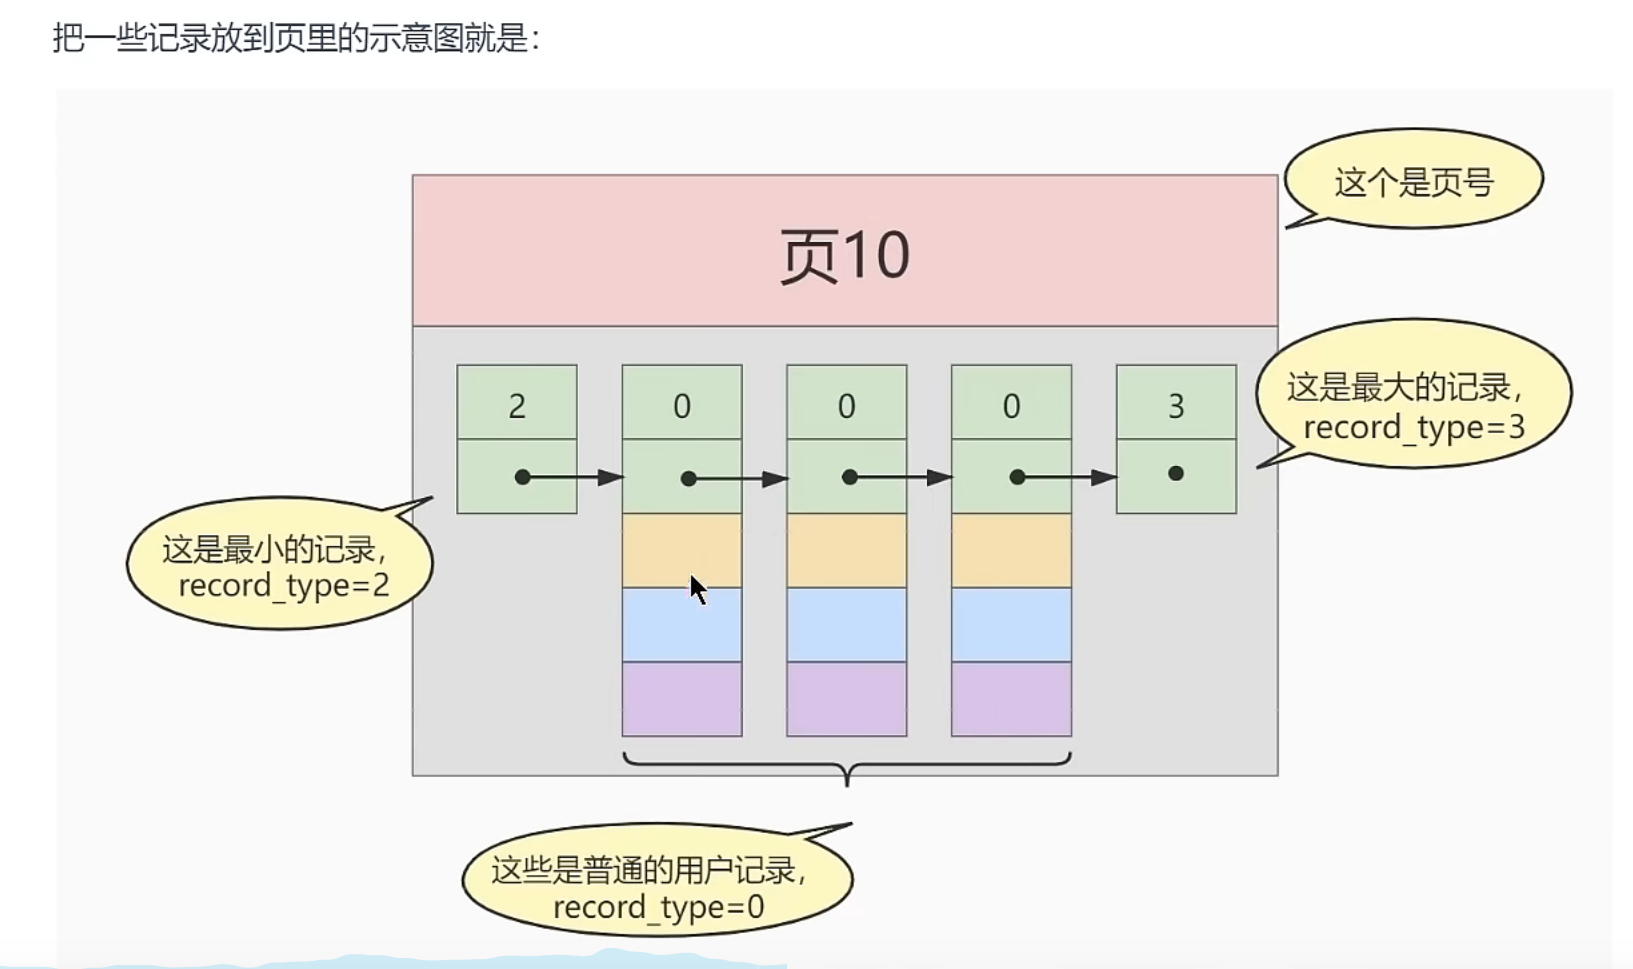 把一些记录放到页里的示意图就是：
这个是页号
页10
这是最大的记录，
record_type=3
2
0
0
0
3
这是最小的记录，
record_type=2
这些是普通的用户记录，
record_type=0